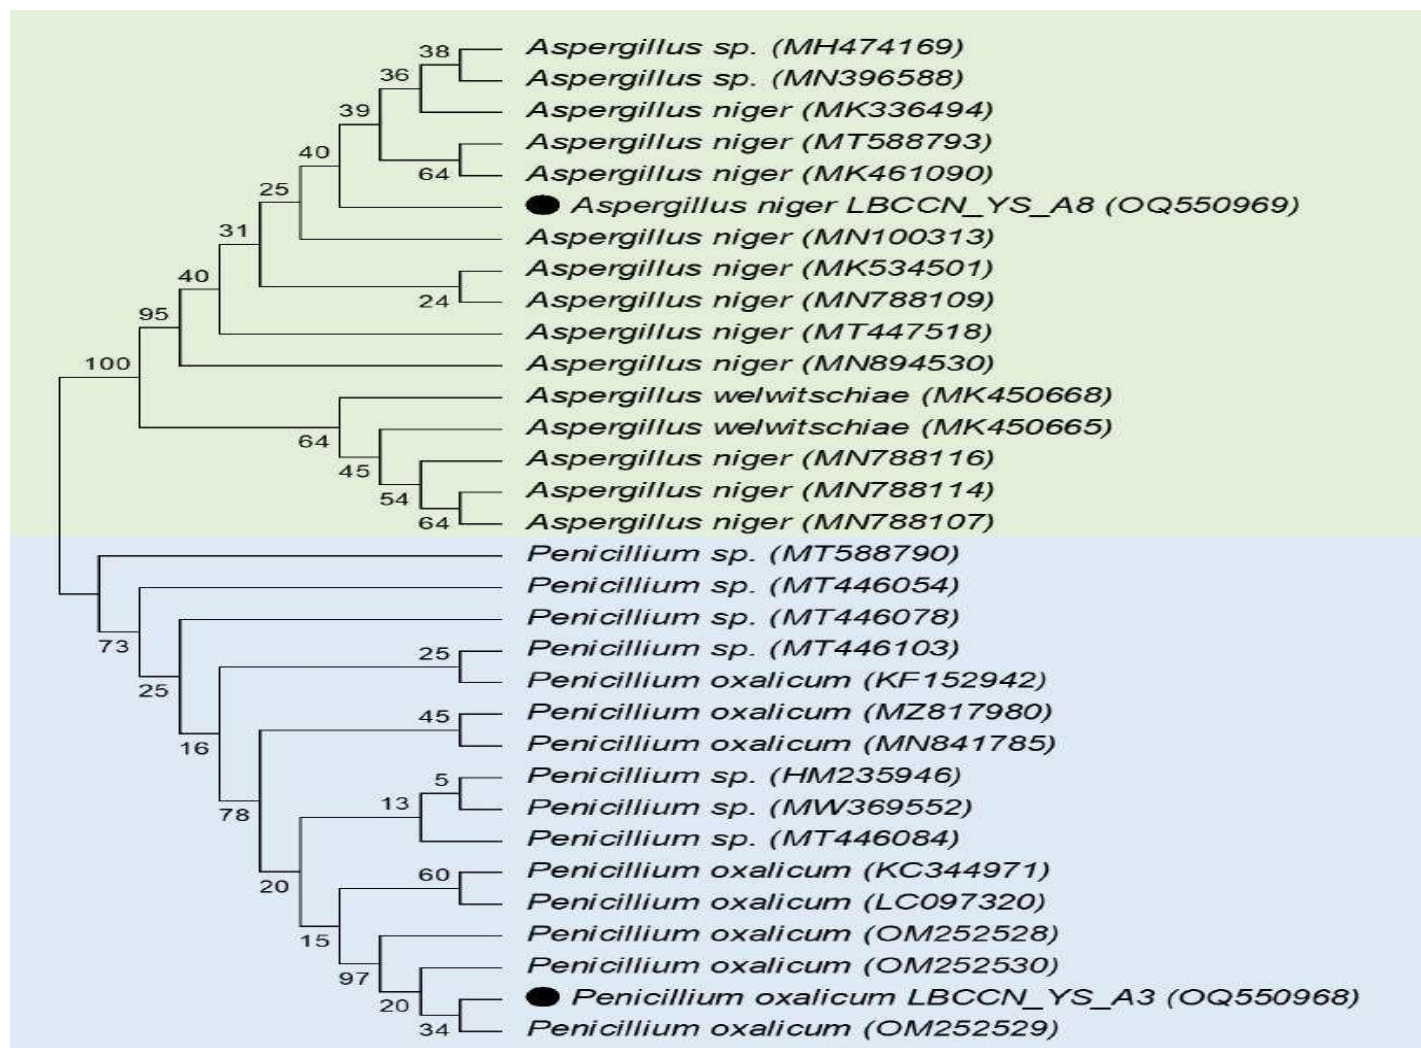 38 Aspergillus sp. (MH474169)
Aspergillus sp. (MN396588)
36
Aspergillus niger (MK336494)
39
Aspergillus niger (MT588793)
40
64 Aspergillus niger (MK461090)
25
Aspergillus niger LBCCN_YS_A8 (OQ550969)
31
Aspergillus niger (MN100313)
40
Aspergillus niger (MK534501)
24 Aspergillus niger (MN788109)
95
Aspergillus niger (MT447518)
100
Aspergillus niger (MN894530)
Aspergillus welwitschiae (MK450668)
64
Aspergillus welwitschiae (MK450665)
45
Aspergillus niger (MN788116)
54
Aspergillus niger (MN788114)
64 Aspergillus niger (MN788107)
Penicillium sp. (MT588790)
Penicillium sp. (MT446054)
Penicillium sp. (MT446078)
73
25 Penicillium sp. (MT446103)
25
Penicillium oxalicum (KF152942)
45 Penicillium oxalicum (MZ817980)
16
Penicillium oxalicum (MN841785)
5 Penicillium sp. (HM235946)
13
Penicillium sp. (MW369552)
78
Penicillium sp. (MT446084)
60 Penicillium oxalicum (KC344971)
20
Penicillium oxalicum (LC097320)
15
Penicillium oxalicum (OM252528)
97
Penicillium oxalicum (OM252530)
20
Penicillium oxalicum LBCCN_YS_A3 (OQ550968)
34 Penicillium oxalicum (OM252529)